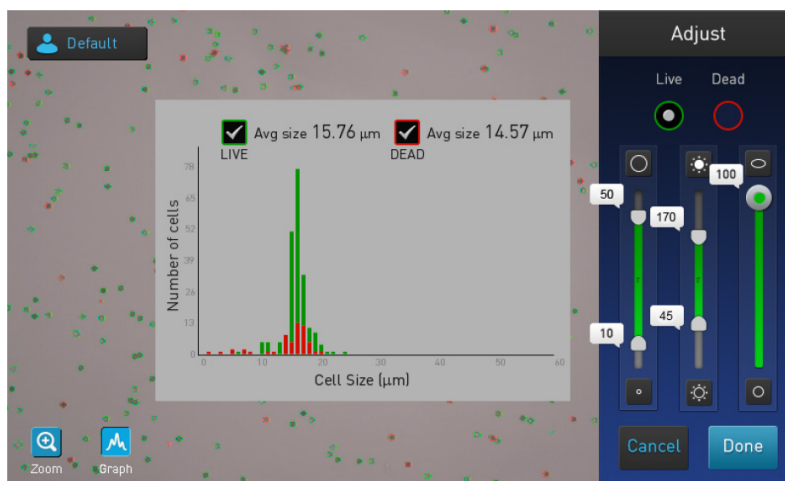 Default
Adjust
Live Dead
Avg size 15.76 μm
LIVE
Avg size 14.57 μm
DEAD
Number of cells
78
65
52
39
26
13
0
0 10 20 30 40 50 60
Cell Size (μm)
50
10
170
45
100
Zoom
Graph
Cancel
Done